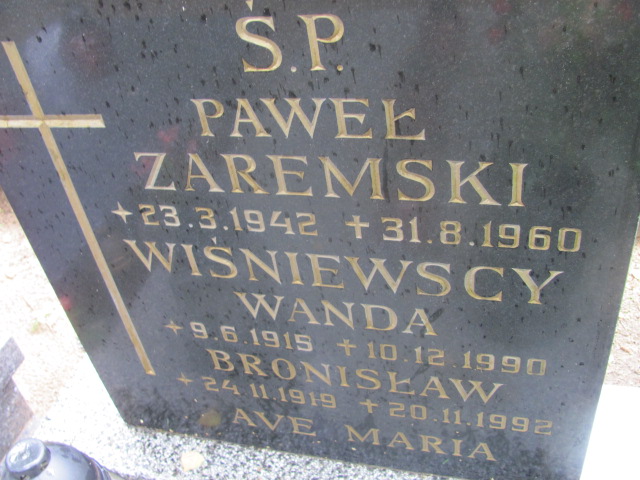 Ś.P.
PAWEŁ
ZAREMSKI
23.3.1942 31.8.1960
WIŚNIEWSCY
WANDA
9.6.1915 10.12.1990
BRONISŁAW
24.11.1919 20.11.1992
AVE MARIA